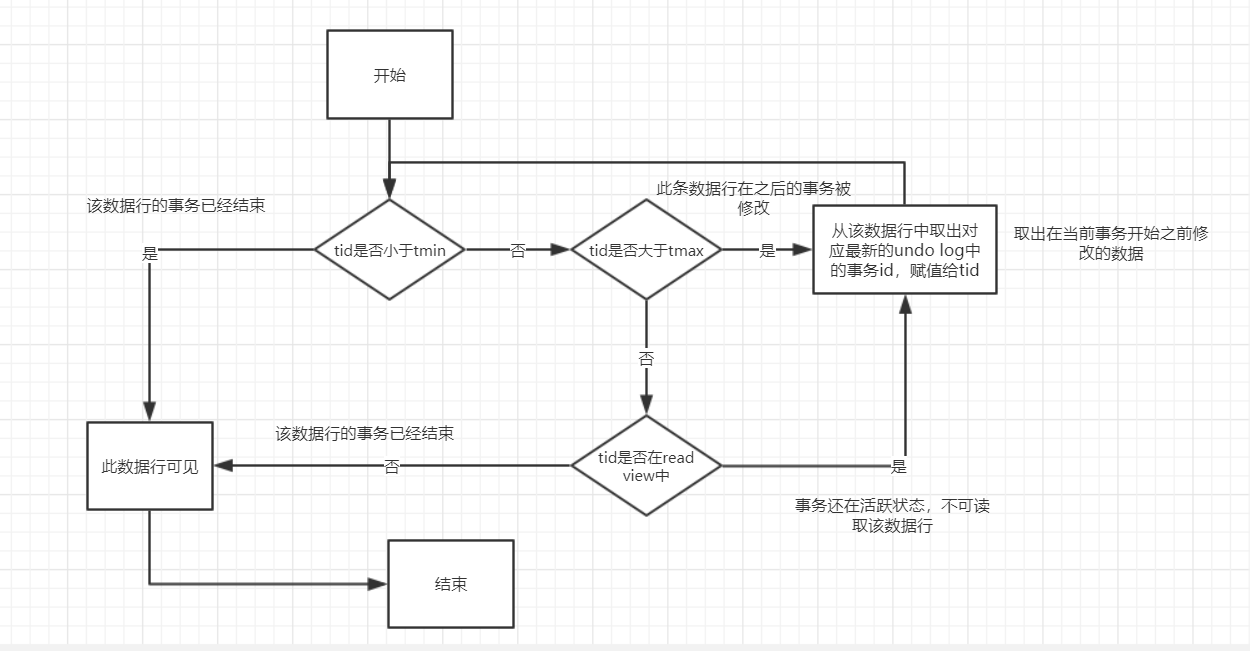 开始
此条数据行在之后的事务被
修改
该数据行的事务已经结束
从该数据行中取出对
应最新的undo log中
的事务id，赋值给tid
取出在当前事务开始之前修
改的数据
是
tid是否小于tmin
否
tid是否大于tmax
是
否
该数据行的事务已经结束
此数据行可见
否
tid是否在read
view中
是
事务还在活跃状态，不可读
取该数据行
结束